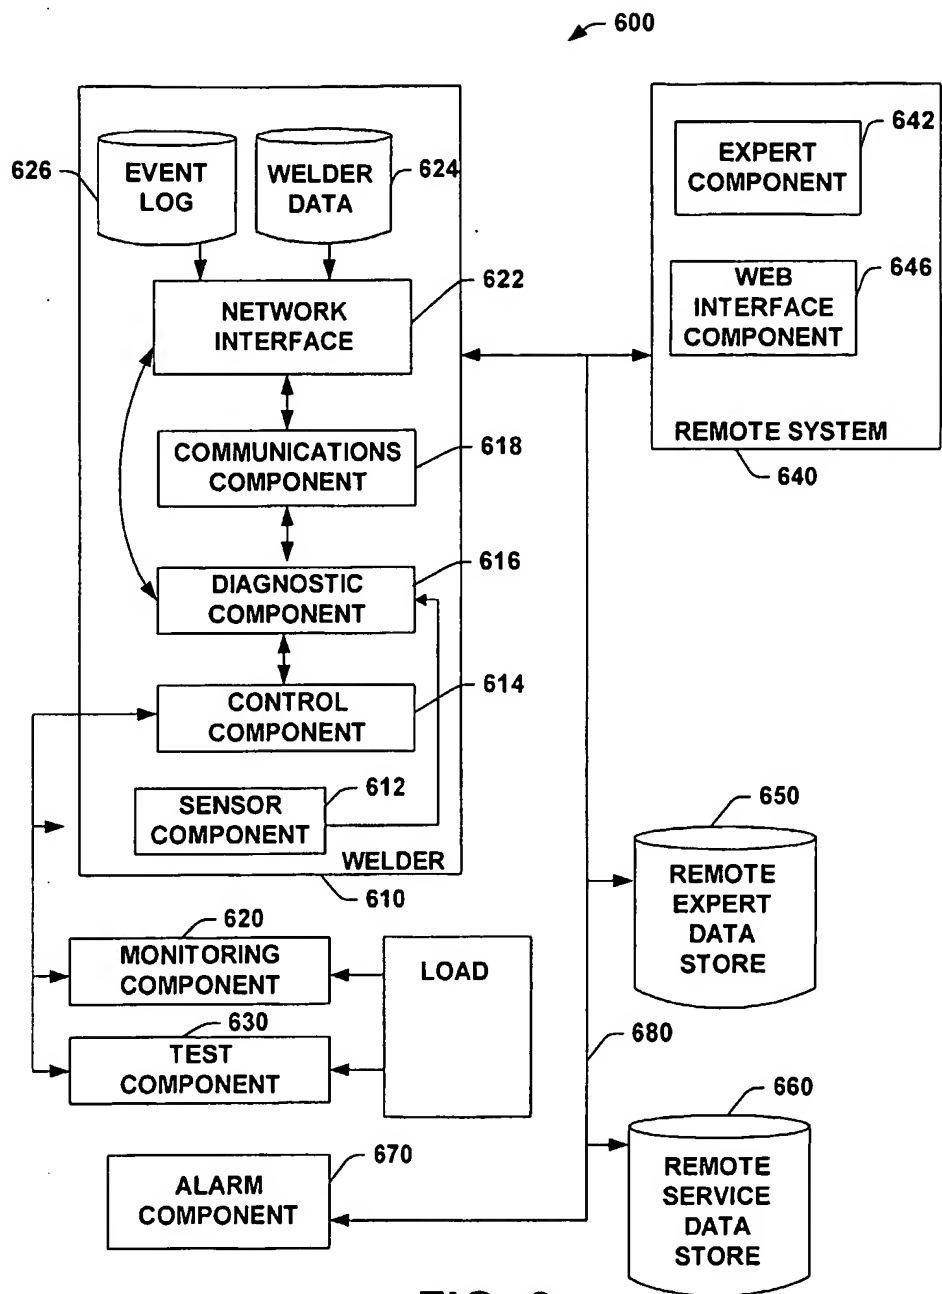 600
EVENT
LOG
626
WELDER
DATA
624
NETWORK
INTERFACE
622
COMMUNICATIONS
COMPONENT
618
DIAGNOSTIC
COMPONENT
616
CONTROL
COMPONENT
614
SENSOR
COMPONENT
612
WELDER
610
EXPERT
COMPONENT
642
WEB
INTERFACE
COMPONENT
646
REMOTE SYSTEM
640
620
MONITORING
COMPONENT
630
TEST
COMPONENT
LOAD
650
REMOTE
EXPERT
DATA
STORE
680
660
REMOTE
SERVICE
DATA
STORE
670
ALARM
COMPONENT